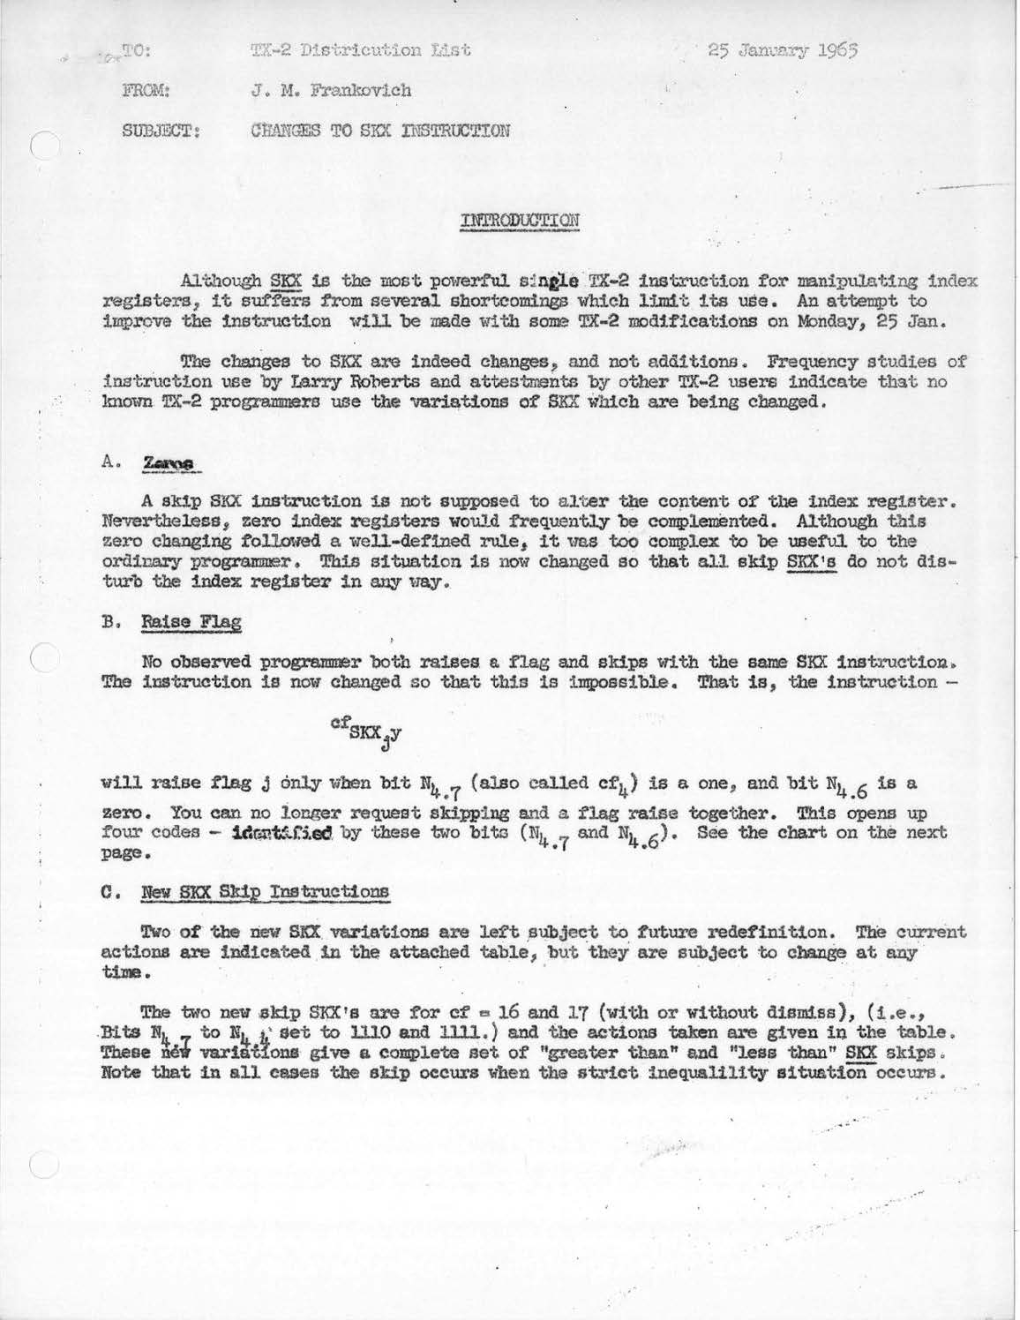 TO: TX-2 Districution List 25 January 1965
FROM: J. M. Frankovich
SUBJECT: CHANGES TO SKX INSTRUCTION
INTRODUCTION
Although SKX is the most powerful single TX-2 instruction for manipulating index
registers, it suffers from several shortcomings which limit its use. An attempt to
improve the instruction will be made with some TX-2 modifications on Monday, 25 Jan.
The changes to SKX are indeed changes, and not additions. Frequency studies of
instruction use by Larry Roberts and attestments by other TX-2 users indicate that no
known TX-2 programmers use the variations of SKX which are being changed.
A. Zeros
A skip SKX instruction is not supposed to alter the content of the index register.
Nevertheless, zero index registers would frequently be complemented. Although this
zero changing followed a well-defined rule, it was too complex to be useful to the
ordinary programmer. This situation is now changed so that all skip SKX's do not dis-
turb the index register in any way.
B. Raise Flag
No observed programmer both raises a flag and skips with the same SKX instruction.
The instruction is now changed so that this is impossible. That is, the instruction -
cfSKXjy
will raise flag j only when bit N4.7 (also called cf4) is a one, and bit N4.6 is a
zero. You can no longer request skipping and a flag raise together. This opens up
four codes - identified by these two bits (N4.7 and N4.6). See the chart on the next
page.
C. New SKX Skip Instructions
Two of the new SKX variations are left subject to future redefinition. The current
actions are indicated in the attached table, but they are subject to change at any
time.
The two new skip SKX's are for cf = 16 and 17 (with or without dismiss), (i.e.,
Bits N4.7 to N4.4 set to 1110 and 1111.) and the actions taken are given in the table.
These new variations give a complete set of "greater than" and "less than" SKX skips.
Note that in all cases the skip occurs when the strict inequalility situation occurs.